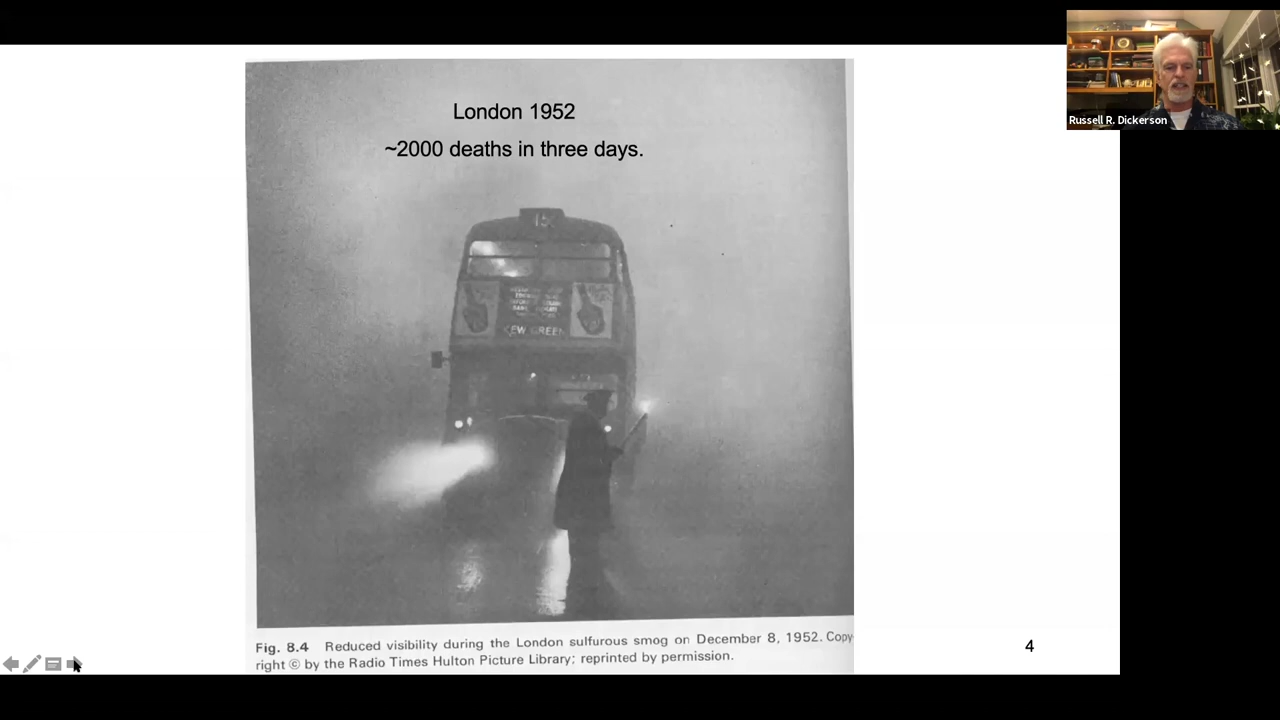 London 1952
~2000 deaths in three days.
15
KEW GREEN
Fig. 8.4 Reduced visibility during the London sulfurous smog on December 8, 1952. Copy-
right © by the Radio Times Hulton Picture Library; reprinted by permission.
4
Russell R. Dickerson